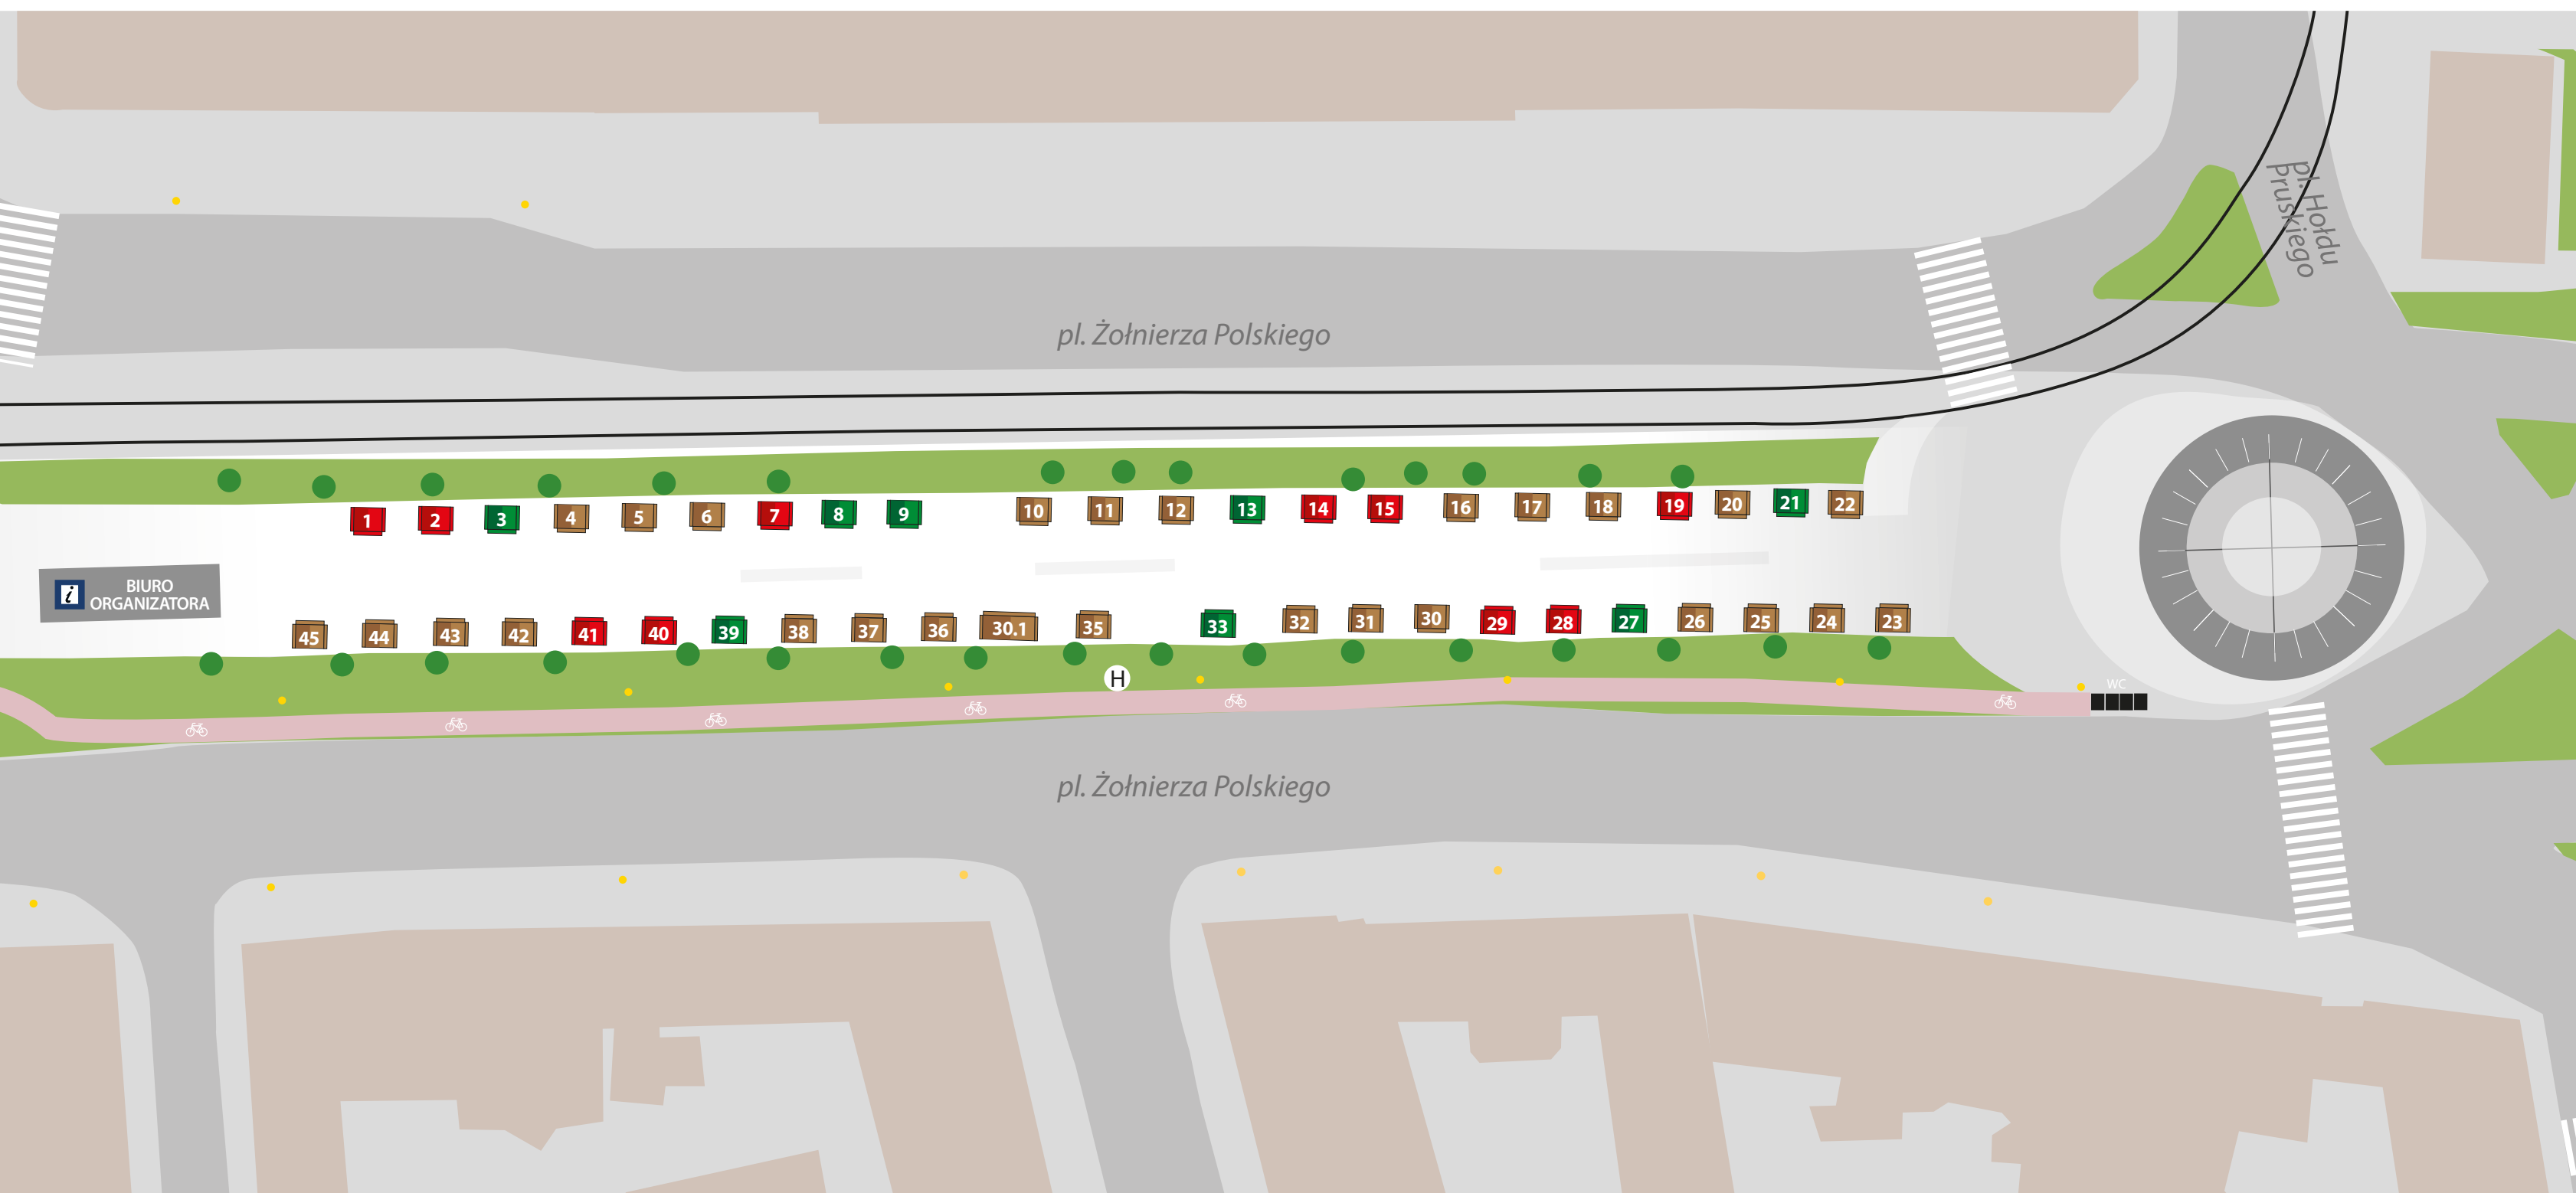 pl. Hołdu
Pruskiego
pl. Żołnierza Polskiego
1 2 3 4 5 6 7 8 9 10 11 12 13 14 15 16 17 18 19 20 21 22
i BIURO
ORGANIZATORA
45 44 43 42 41 40 39 38 37 36 30.1 35 33 32 31 30 29 28 27 26 25 24 23
H
WC
pl. Żołnierza Polskiego